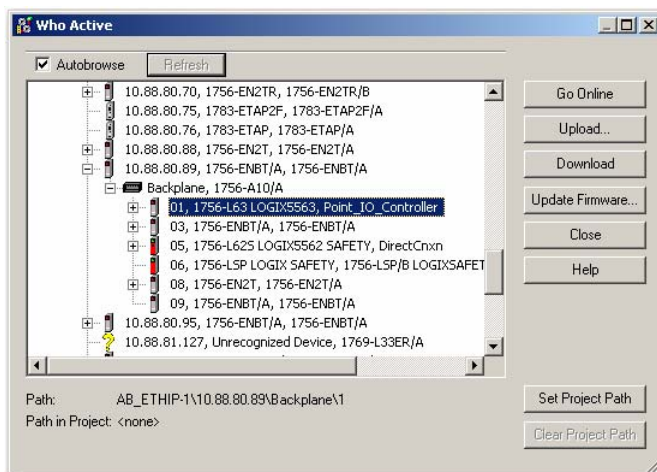 Who Active
Autobrowse
Refresh
10.88.80.70, 1756-EN2TR, 1756-EN2TR/B
10.88.80.75, 1783-ETAP2F, 1783-ETAP2F/A
10.88.80.76, 1783-ETAP, 1783-ETAP/A
10.88.80.88, 1756-EN2T, 1756-EN2T/A
10.88.80.89, 1756-ENBT/A, 1756-ENBT/A
Backplane, 1756-A10/A
01, 1756-L63 LOGIX5563, Point_IO_Controller
03, 1756-ENBT/A, 1756-ENBT/A
05, 1756-L62S LOGIX5562 SAFETY, DirectCnxn
06, 1756-LSP LOGIX SAFETY, 1756-LSP/B LOGIXSAFET
08, 1756-EN2T, 1756-EN2T/A
09, 1756-ENBT/A, 1756-ENBT/A
10.88.80.95, 1756-ENBT/A, 1756-ENBT/A
10.88.81.127, Unrecognized Device, 1769-L33ER/A
Go Online
Upload...
Download
Update Firmware...
Close
Help
Path: AB_ETHIP-1\10.88.80.89\Backplane\1
Path in Project: <none>
Set Project Path
Clear Project Path